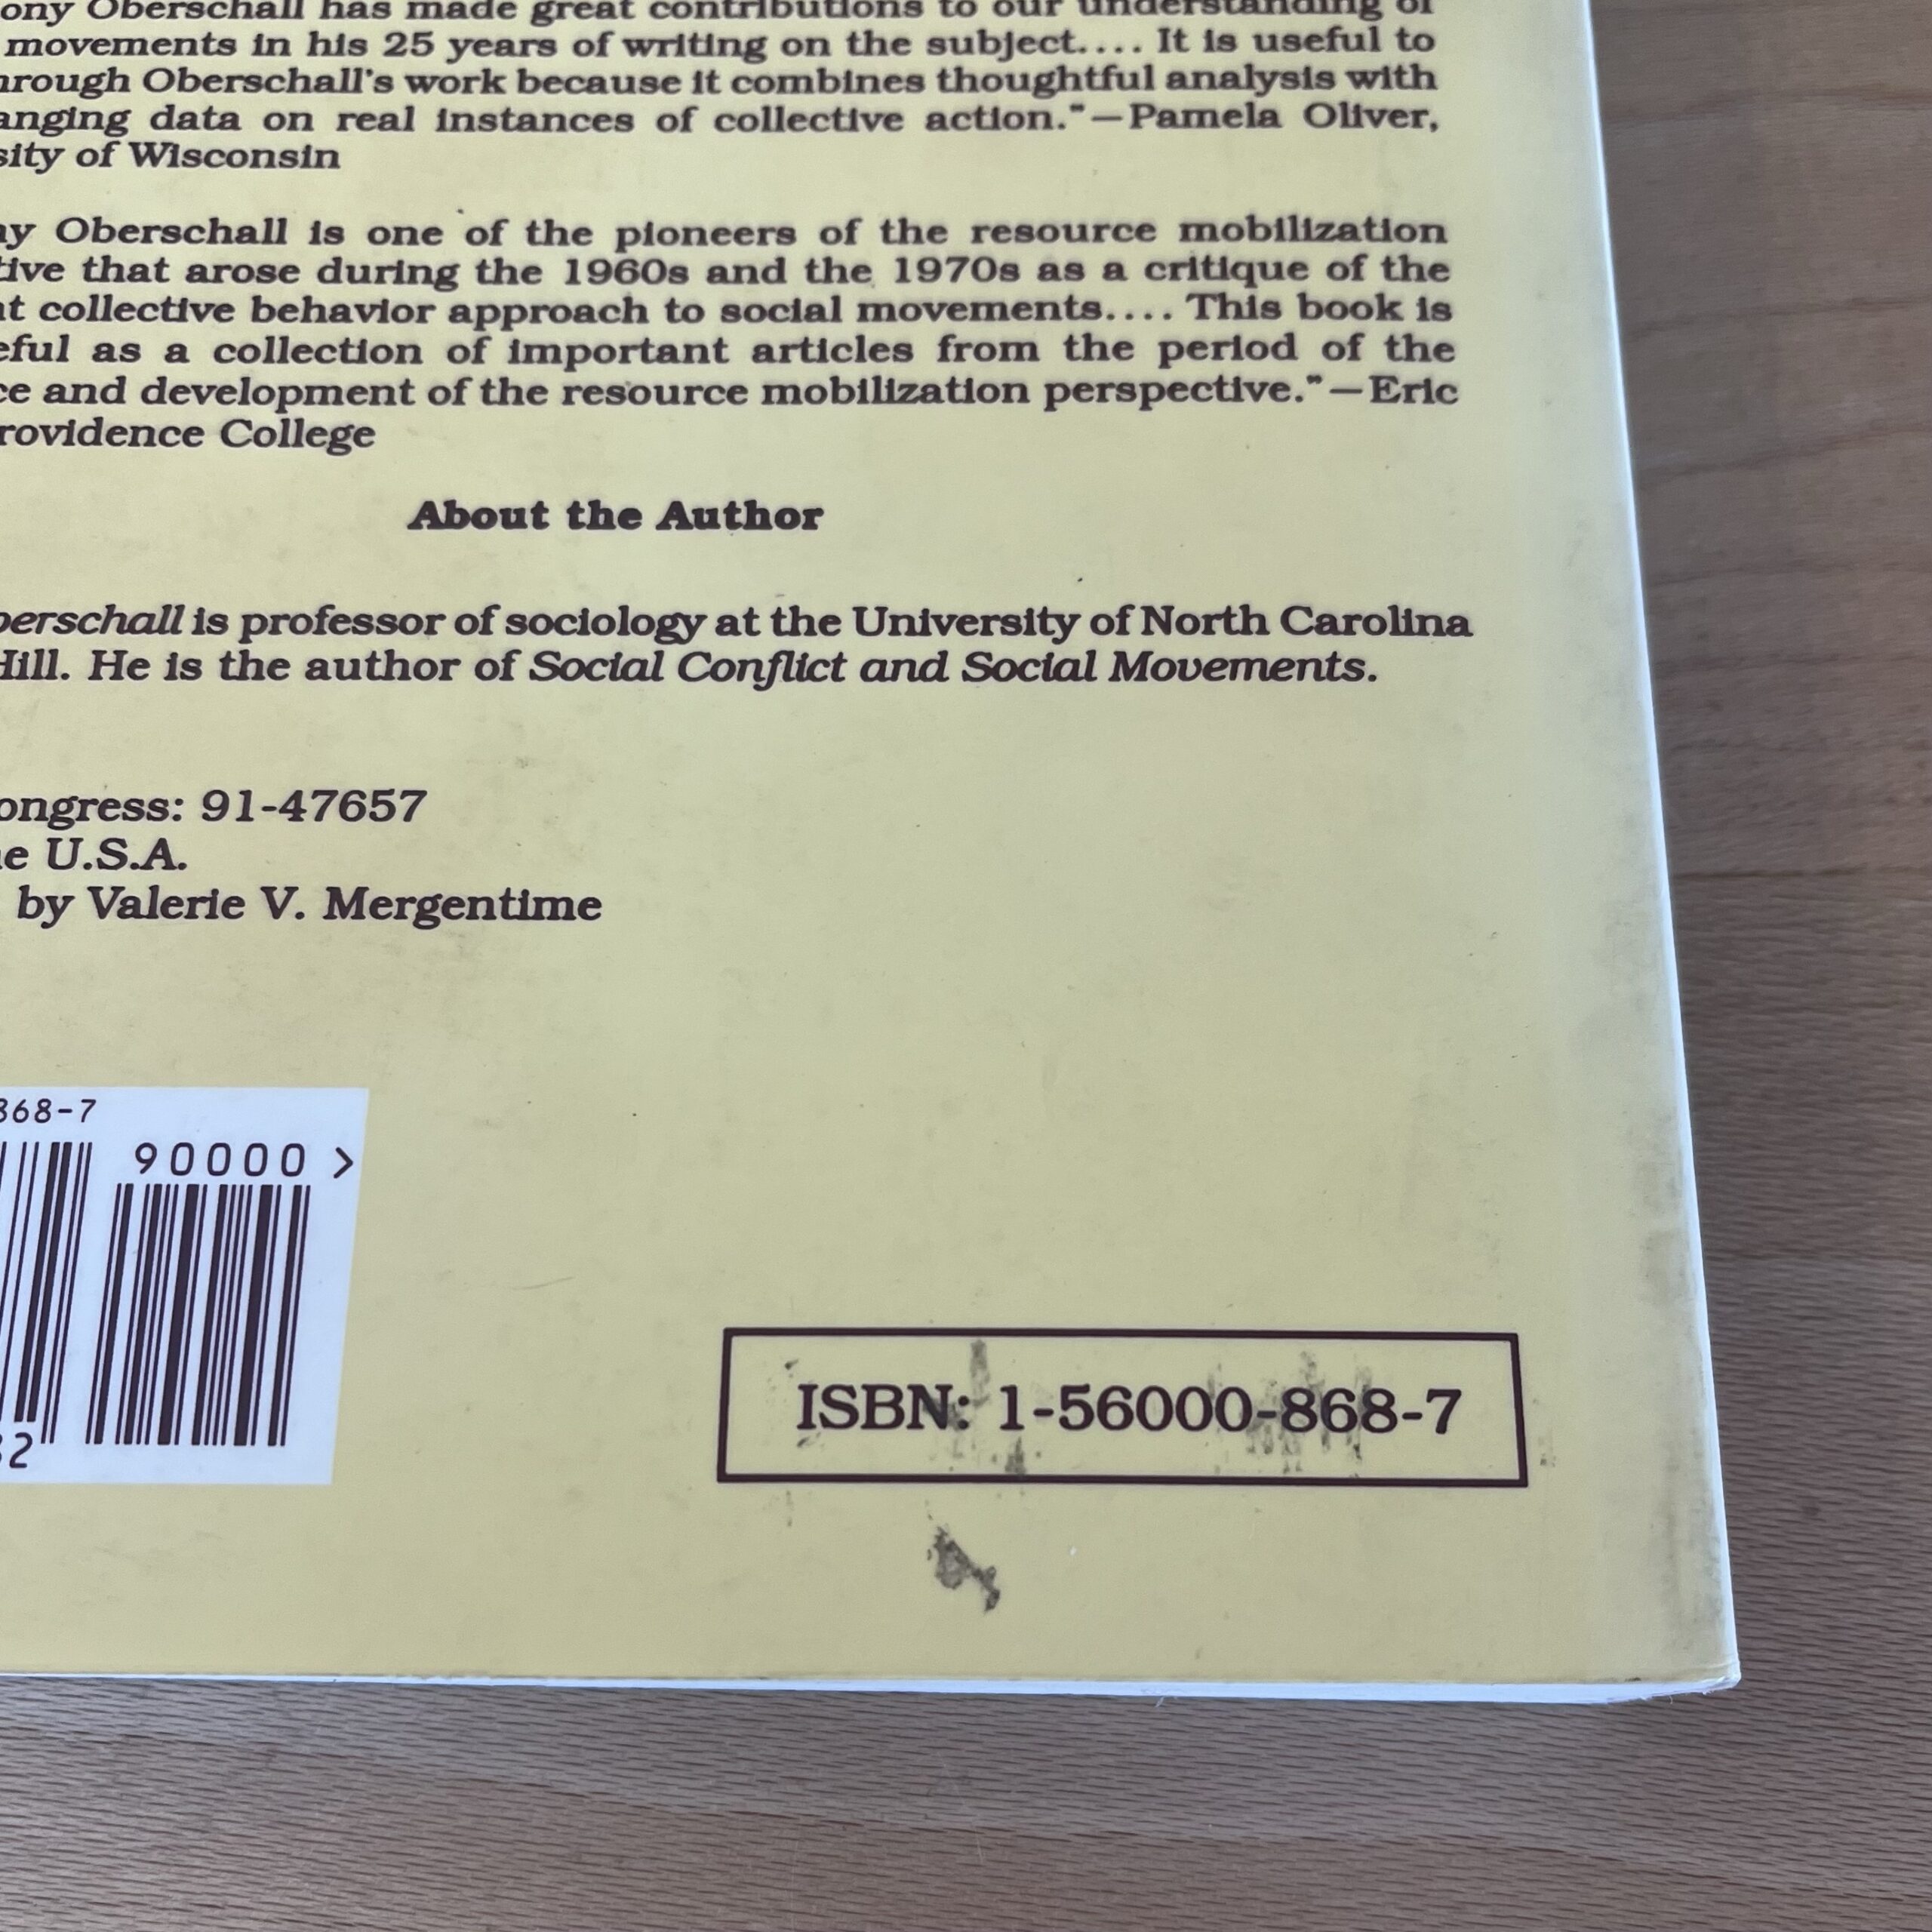 ony Oberschall has made great contributions to our understanding of
movements in his 25 years of writing on the subject.... It is useful to
hrough Oberschall's work because it combines thoughtful analysis with
anging data on real instances of collective action."—Pamela Oliver,
sity of Wisconsin
ny Oberschall is one of the pioneers of the resource mobilization
tive that arose during the 1960s and the 1970s as a critique of the
nt collective behavior approach to social movements.... This book is
eful as a collection of important articles from the period of the
ce and development of the resource mobilization perspective."—Eric
rovidence College
About the Author
berschall is professor of sociology at the University of North Carolina
Hill. He is the author of Social Conflict and Social Movements.
ongress: 91-47657
he U.S.A.
by Valerie V. Mergentime
868-7
90000 >
32
ISBN: 1-56000-868-7